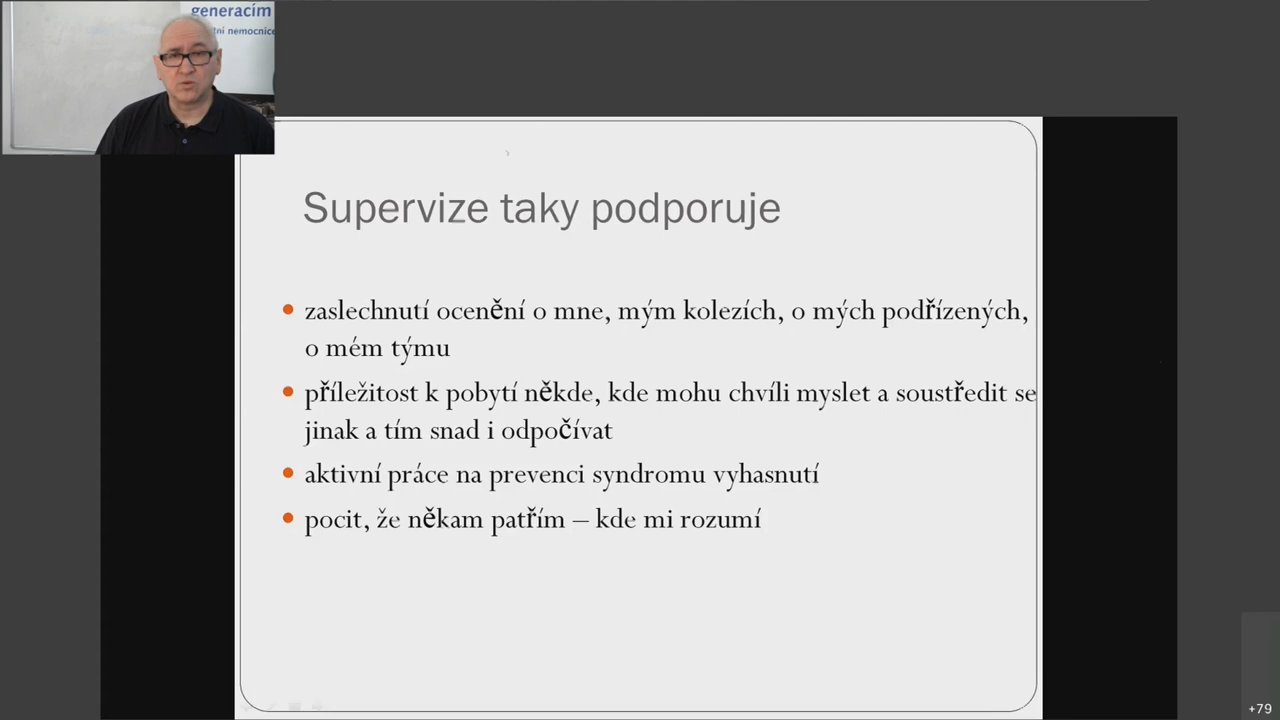 generacím
tní nemocnice
Supervize taky podporuje
• zaslechnutí ocenění o mne, mým kolezích, o mých podřízených,
o mém týmu
• příležitost k pobytí někde, kde mohu chvíli myslet a soustředit se
jinak a tím snad i odpočívat
• aktivní práce na prevenci syndromu vyhasnutí
• pocit, že někam patřím – kde mi rozumí
+79